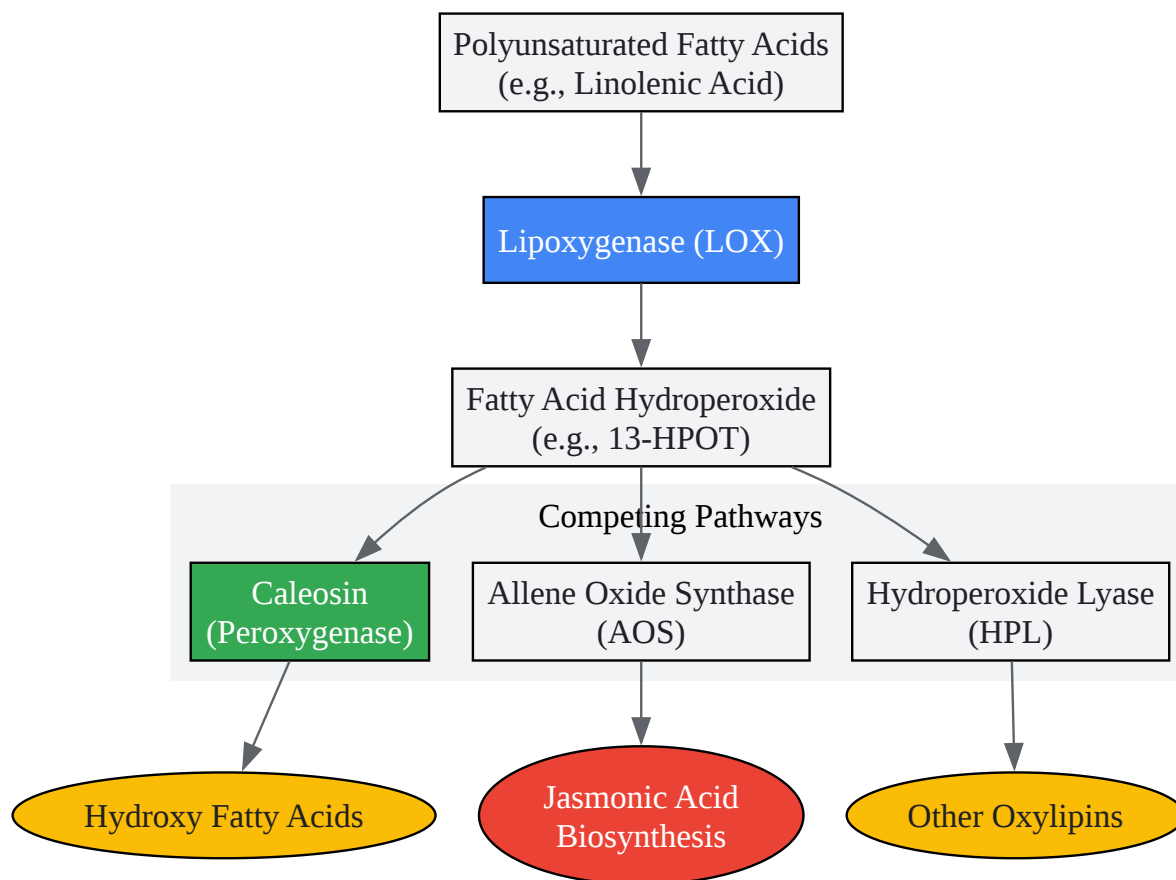 Polyunsaturated Fatty Acids
(e.g., Linolenic Acid)
Lipoxygenase (LOX)
Fatty Acid Hydroperoxide
(e.g., 13-HPOT)
Competing Pathways
Caleosin
(Peroxygenase)
Allene Oxide Synthase
(AOS)
Hydroperoxide Lyase
(HPL)
Hydroxy Fatty Acids
Jasmonic Acid
Biosynthesis
Other Oxylipins